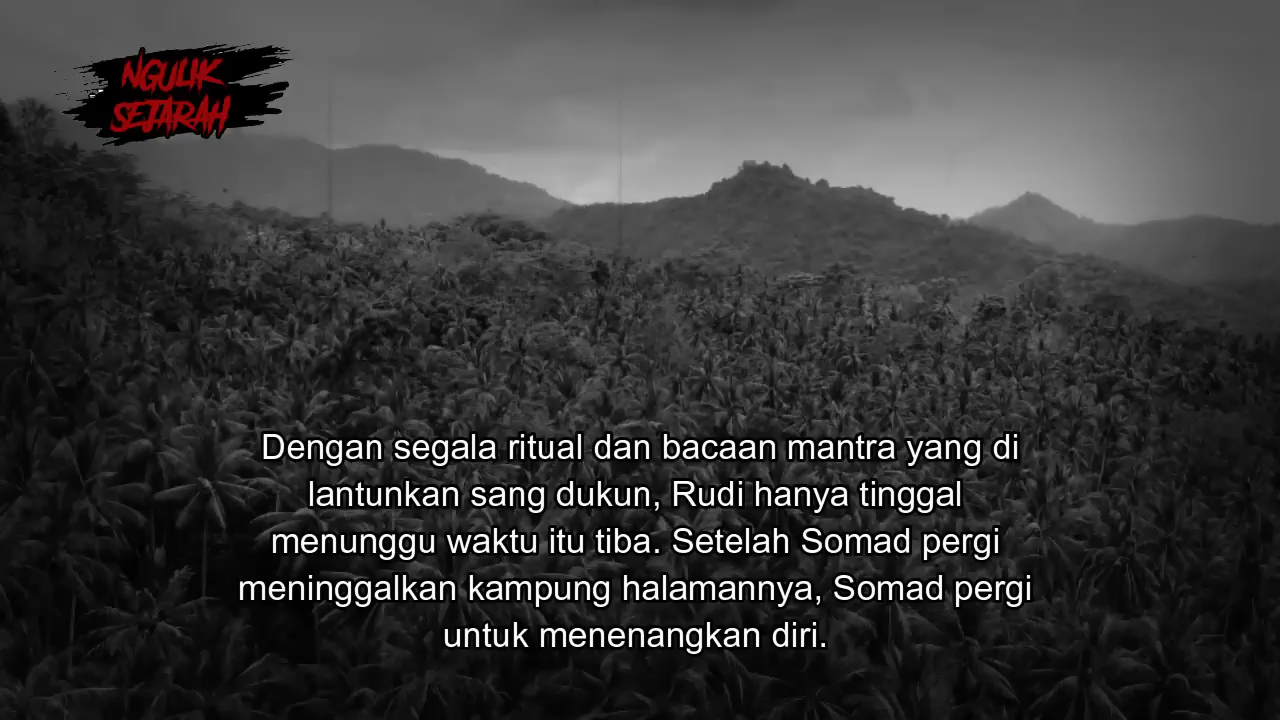 NGULIK
SEJARAH
Dengan segala ritual dan bacaan mantra yang di
lantunkan sang dukun, Rudi hanya tinggal
menunggu waktu itu tiba. Setelah Somad pergi
meninggalkan kampung halamannya, Somad pergi
untuk menenangkan diri.